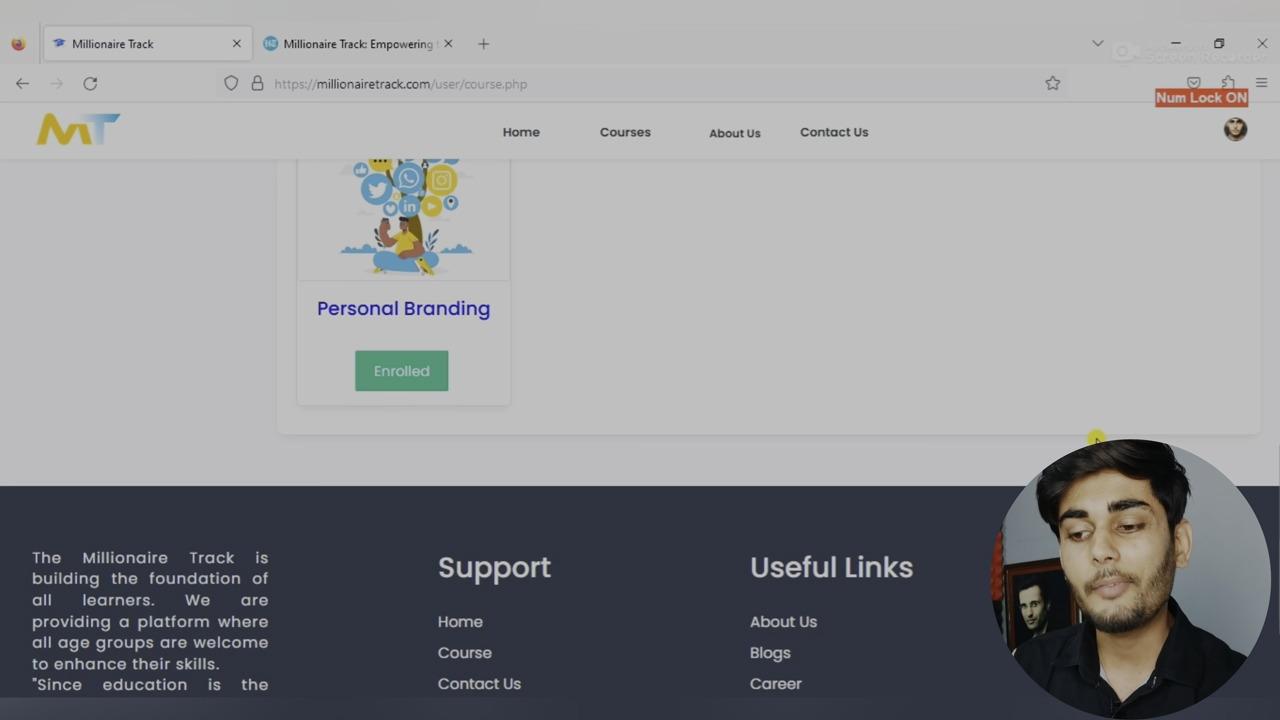 Millionaire Track
Millionaire Track: Empowering
https://millionairetrack.com/user/course.php
Screen Recorder
Num Lock ON
MT
Home
Courses
About Us
Contact Us
Personal Branding
Enrolled
The Millionaire Track is
building the foundation of
all learners. We are
providing a platform where
all age groups are welcome
to enhance their skills.
"Since education is the
Support
Home
Course
Contact Us
Useful Links
About Us
Blogs
Career